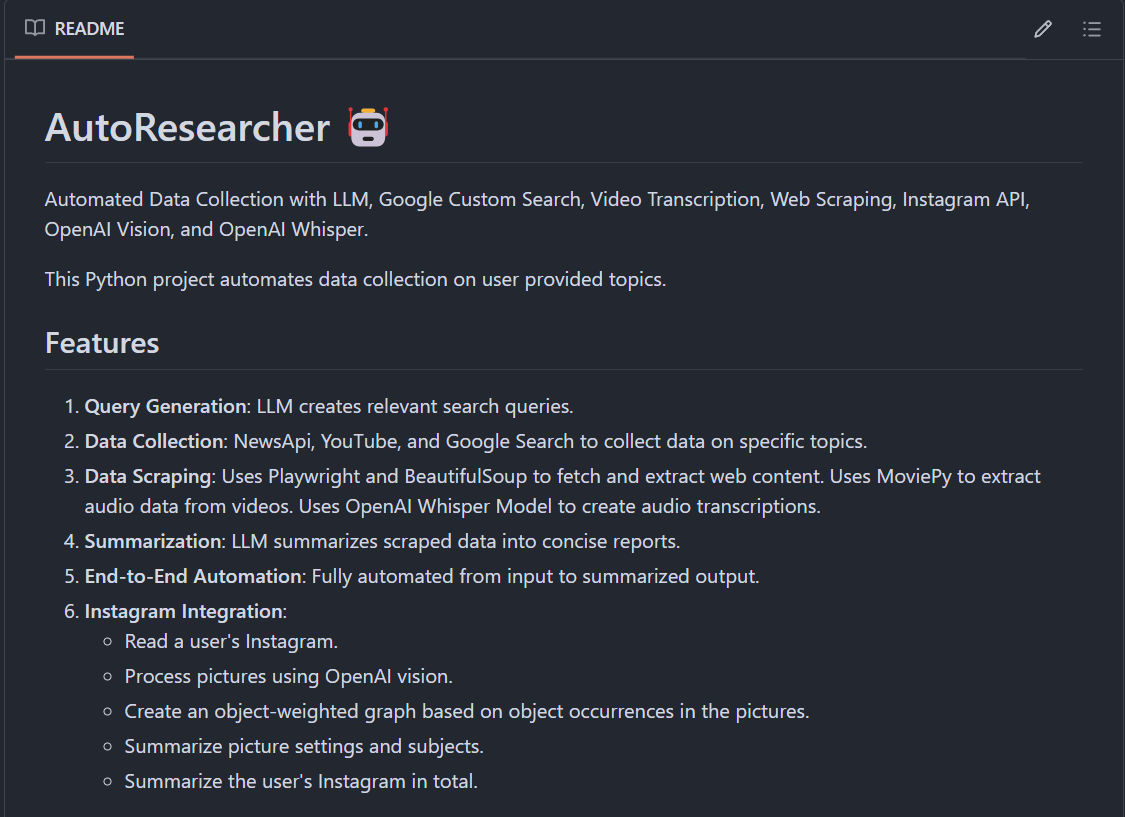 README
AutoResearcher
Automated Data Collection with LLM, Google Custom Search, Video Transcription, Web Scraping, Instagram API,
OpenAI Vision, and OpenAI Whisper.
This Python project automates data collection on user provided topics.
Features
1. Query Generation: LLM creates relevant search queries.
2. Data Collection: NewsApi, YouTube, and Google Search to collect data on specific topics.
3. Data Scraping: Uses Playwright and BeautifulSoup to fetch and extract web content. Uses MoviePy to extract
audio data from videos. Uses OpenAI Whisper Model to create audio transcriptions.
4. Summarization: LLM summarizes scraped data into concise reports.
5. End-to-End Automation: Fully automated from input to summarized output.
6. Instagram Integration:
Read a user's Instagram.
Process pictures using OpenAI vision.
Create an object-weighted graph based on object occurrences in the pictures.
Summarize picture settings and subjects.
Summarize the user's Instagram in total.